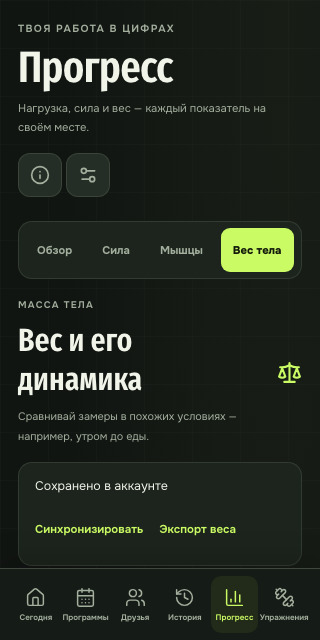 ТВОЯ РАБОТА В ЦИФРАХ
Прогресс
Нагрузка, сила и вес — каждый показатель на
своём месте.
Обзор Сила Мышцы Вес тела
МАССА ТЕЛА
Вес и его
динамика
Сравнивай замеры в похожих условиях —
например, утром до еды.
Сохранено в аккаунте
Синхронизировать Экспорт веса
Сегодня Программы Друзья История Прогресс Упражнения